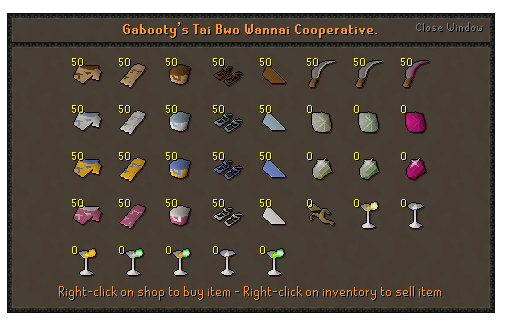 Gabooty's Tai Bwo Wannai Cooperative.
Close Window
50 50 50 50 50 50 50 50
50 50 50 50 50 0 0 0
50 50 50 50 50 0 0 0
50 50 50 50 50 0 0 0
0 0 0 0 0
Right-click on shop to buy item - Right-click on inventory to sell item